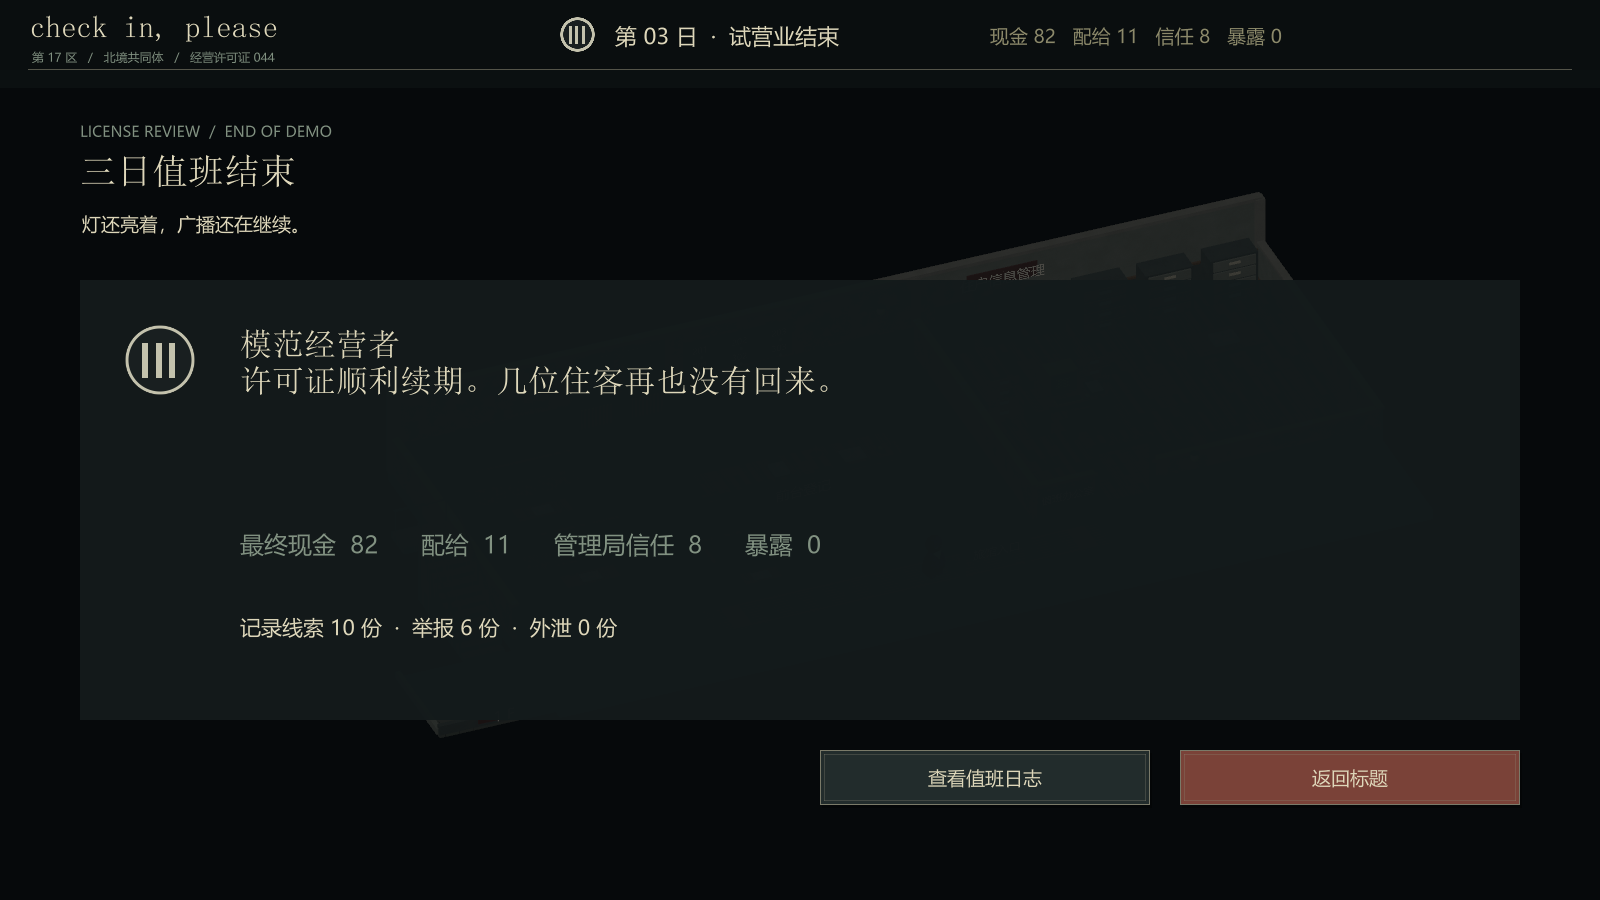 check in, please
第 17 区 / 北境共同体 / 经营许可证 044
第 03 日 · 试营业结束
现金 82 配给 11 信任 8 暴露 0
LICENSE REVIEW / END OF DEMO
三日值班结束
灯还亮着，广播还在继续。
信息管理
模范经营者
许可证顺利续期。几位住客再也没有回来。
最终现金 82 配给 11 管理局信任 8 暴露 0
记录线索 10 份 · 举报 6 份 · 外泄 0 份
查看值班日志
返回标题